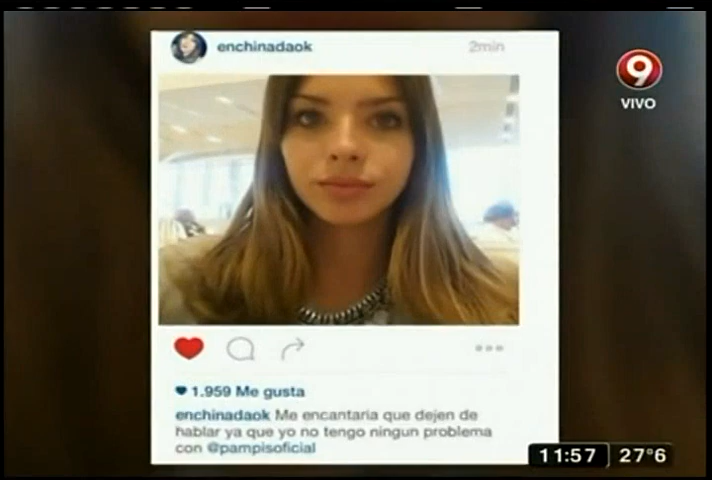 enchinadaok
2min
9
VIVO
1.959 Me gusta
enchinadaok Me encantaria que dejen de
hablar ya que yo no tengo ningun problema
con @pampisoficial
11:57
27°6